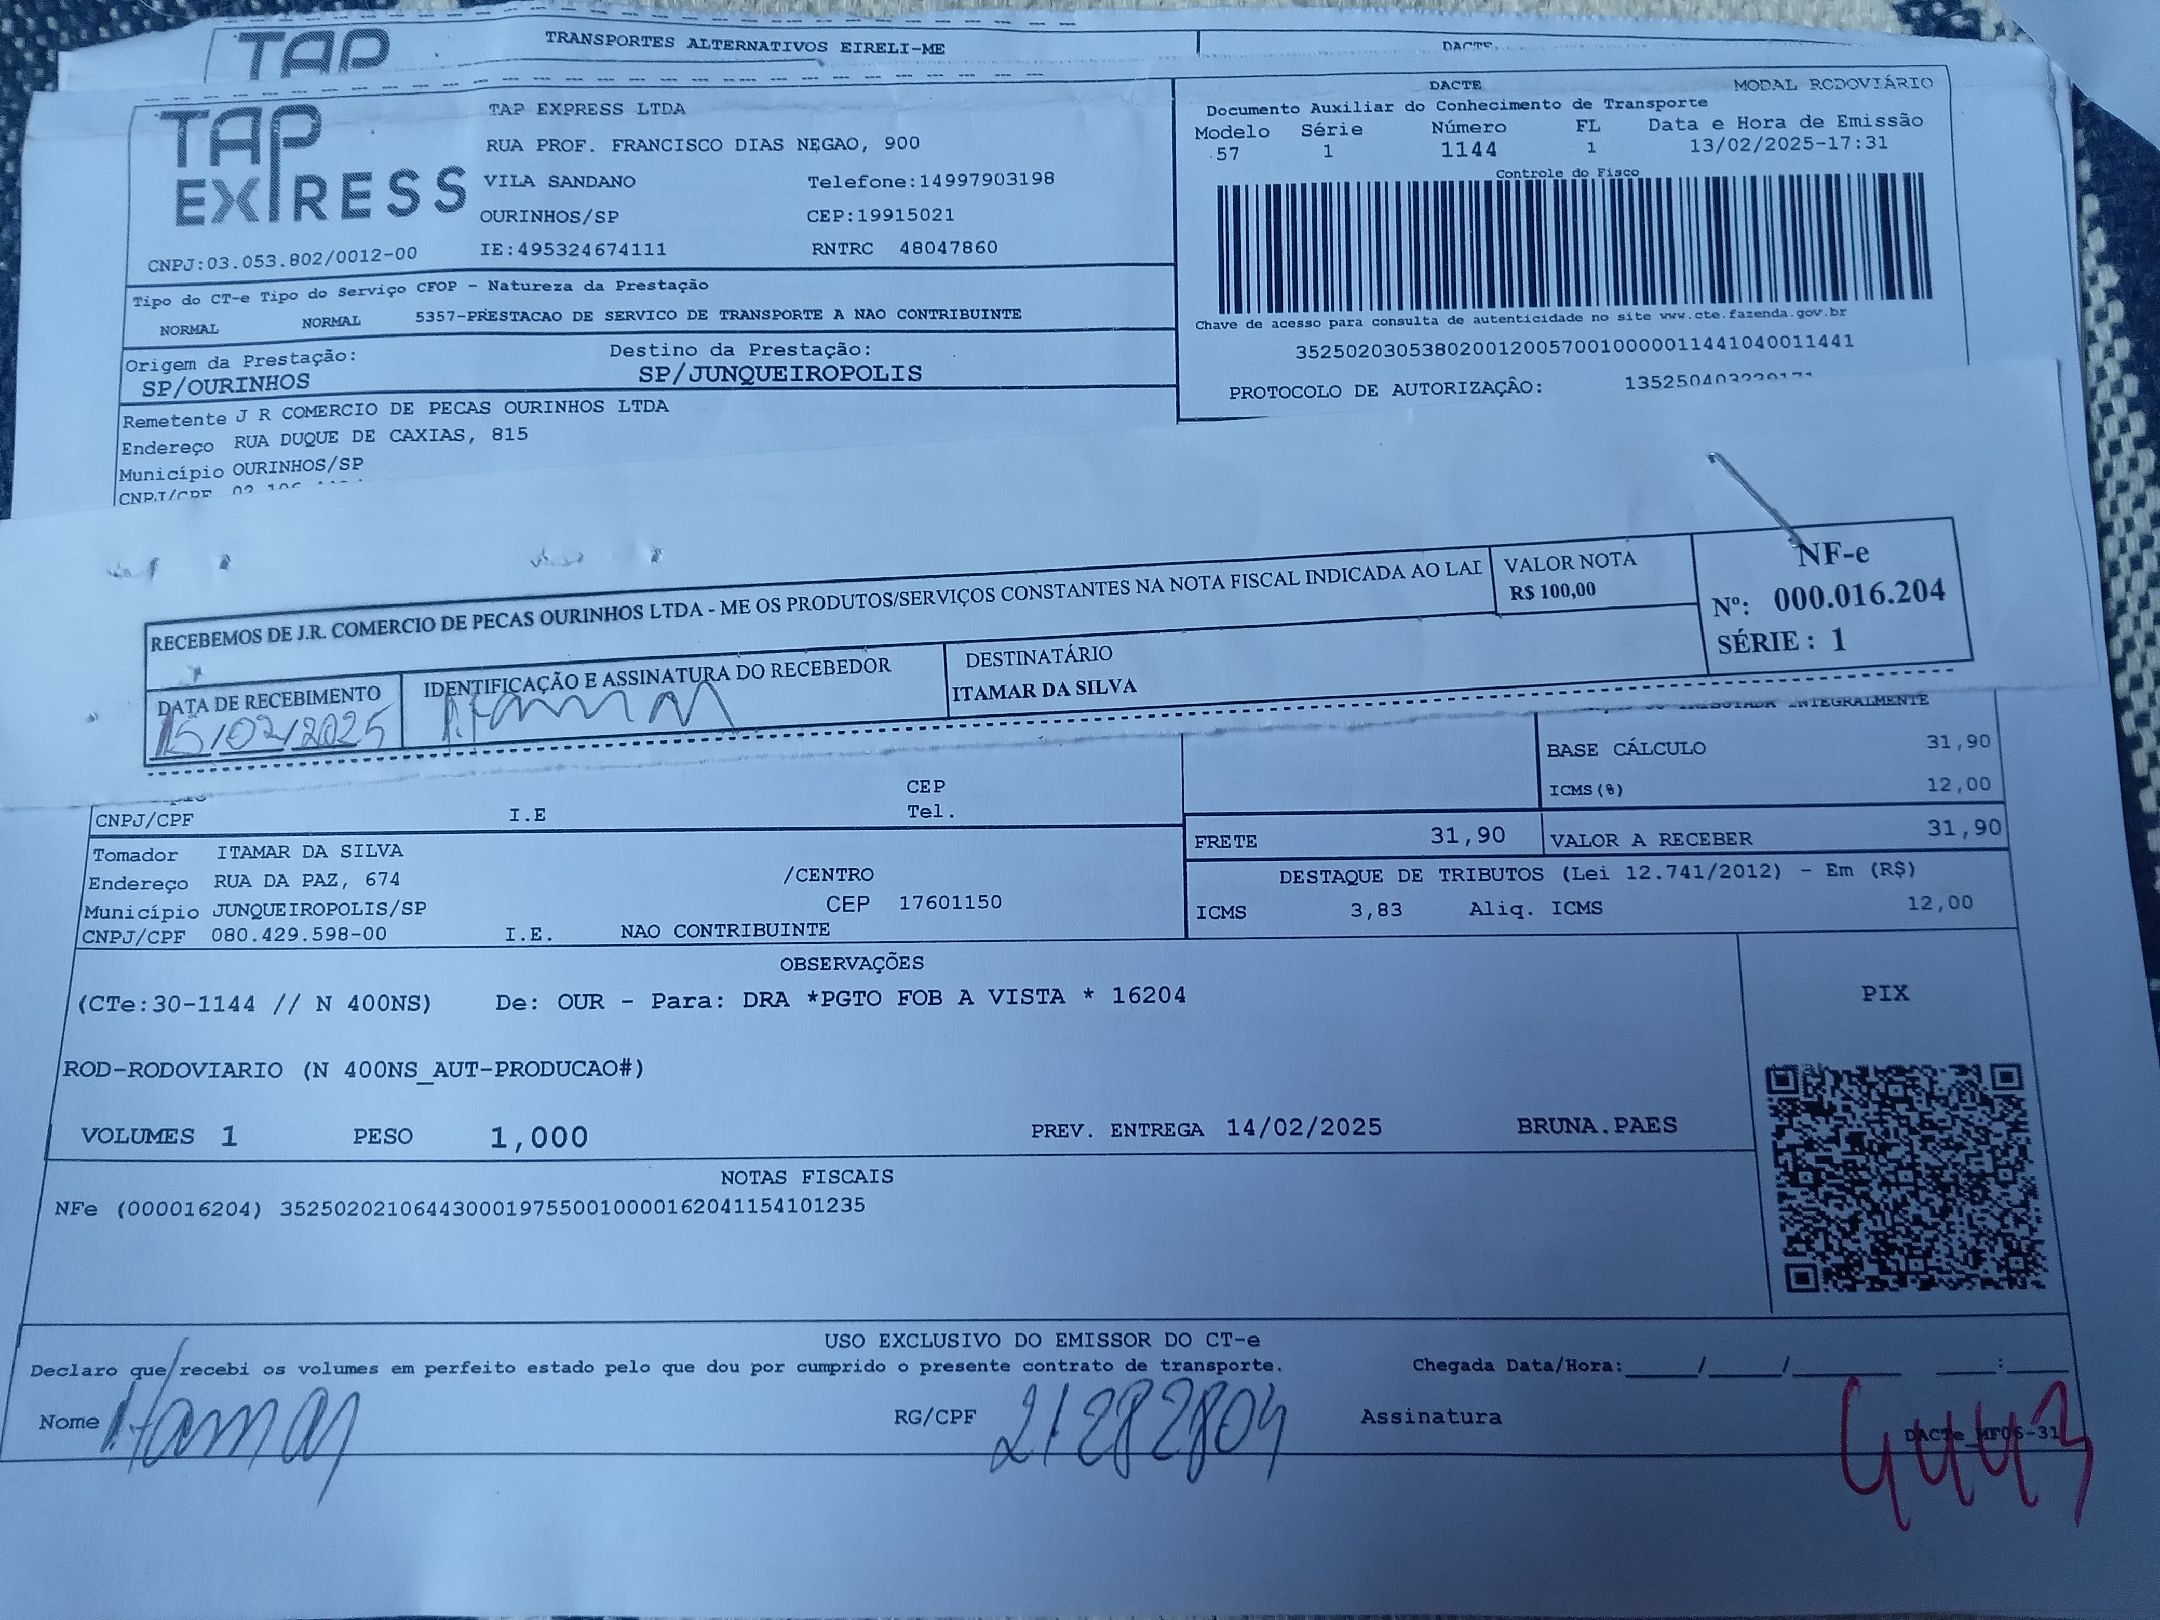 TAP
TRANSPORTES ALTERNATIVOS EIRELI-ME
DACTE
TAP EXPRESS
CNPJ:03.053.802/0012-00
TAP EXPRESS LTDA
RUA PROF. FRANCISCO DIAS NEGAO, 900
VILA SANDANO Telefone:14997903198
OURINHOS/SP CEP:19915021
IE:495324674111 RNTRC 48047860
DACTE MODAL RODOVIÁRIO
Documento Auxiliar do Conhecimento de Transporte
Modelo Série Número FL Data e Hora de Emissão
57 1 1144 1 13/02/2025-17:31
Controle do Fisco
Chave de acesso para consulta de autenticidade no site www.cte.fazenda.gov.br
35250203053802001200570010000011441040011441
PROTOCOLO DE AUTORIZAÇÃO:
Tipo do CT-e Tipo do Serviço CFOP - Natureza da Prestação
NORMAL NORMAL 5357-PRESTACAO DE SERVICO DE TRANSPORTE A NAO CONTRIBUINTE
Origem da Prestação: Destino da Prestação:
SP/OURINHOS SP/JUNQUEIROPOLIS
Remetente J R COMERCIO DE PECAS OURINHOS LTDA
Endereço RUA DUQUE DE CAXIAS, 815
Município OURINHOS/SP
CNPJ/CPF
RECEBEMOS DE J.R. COMERCIO DE PECAS OURINHOS LTDA - ME OS PRODUTOS/SERVIÇOS CONSTANTES NA NOTA FISCAL INDICADA AO LAD
VALOR NOTA
R$ 100,00
NF-e
Nº: 000.016.204
SÉRIE : 1
DATA DE RECEBIMENTO
15/02/2025
IDENTIFICAÇÃO E ASSINATURA DO RECEBEDOR
Itamar
DESTINATÁRIO
ITAMAR DA SILVA
INTEGRALMENTE
BASE CÁLCULO 31,90
ICMS(%) 12,00
CEP
CNPJ/CPF I.E Tel.
FRETE 31,90 VALOR A RECEBER 31,90
Tomador ITAMAR DA SILVA
Endereço RUA DA PAZ, 674 /CENTRO
Município JUNQUEIROPOLIS/SP CEP 17601150
CNPJ/CPF 080.429.598-00 I.E. NAO CONTRIBUINTE
DESTAQUE DE TRIBUTOS (Lei 12.741/2012) - Em (R$)
ICMS 3,83 Aliq. ICMS 12,00
OBSERVAÇÕES
(CTe:30-1144 // N 400NS) De: OUR - Para: DRA *PGTO FOB A VISTA * 16204
PIX
ROD-RODOVIARIO (N 400NS_AUT-PRODUCAO#)
VOLUMES 1 PESO 1,000 PREV. ENTREGA 14/02/2025 BRUNA.PAES
NOTAS FISCAIS
NFe (000016204) 35250202106443000197550010000162041154101235
USO EXCLUSIVO DO EMISSOR DO CT-e
Declaro que recebi os volumes em perfeito estado pelo que dou por cumprido o presente contrato de transporte. Chegada Data/Hora:_____/_____/_______ ____:____
Nome Itamar RG/CPF 21282804 Assinatura
DACTe_MF06-31